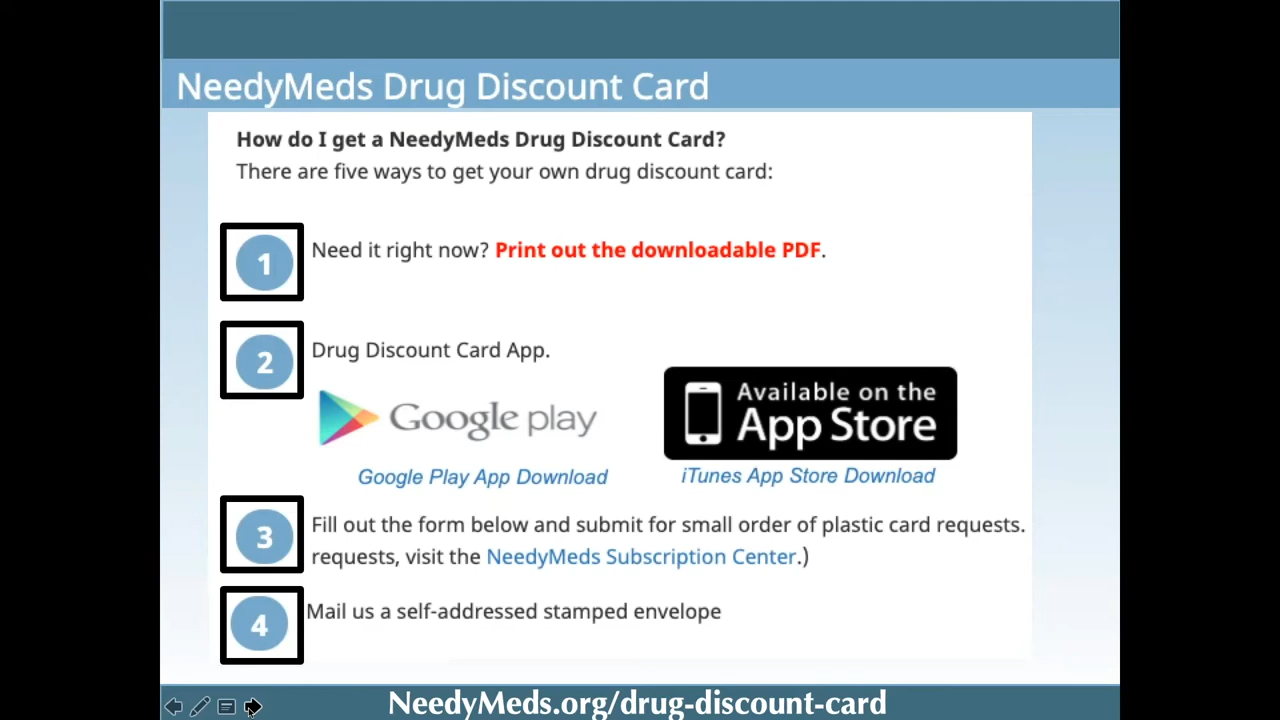 NeedyMeds Drug Discount Card
How do I get a NeedyMeds Drug Discount Card?
There are five ways to get your own drug discount card:
1
Need it right now? Print out the downloadable PDF.
2
Drug Discount Card App.
Google play
Available on the
App Store
Google Play App Download
iTunes App Store Download
3
Fill out the form below and submit for small order of plastic card requests.
requests, visit the NeedyMeds Subscription Center.)
4
Mail us a self-addressed stamped envelope
NeedyMeds.org/drug-discount-card